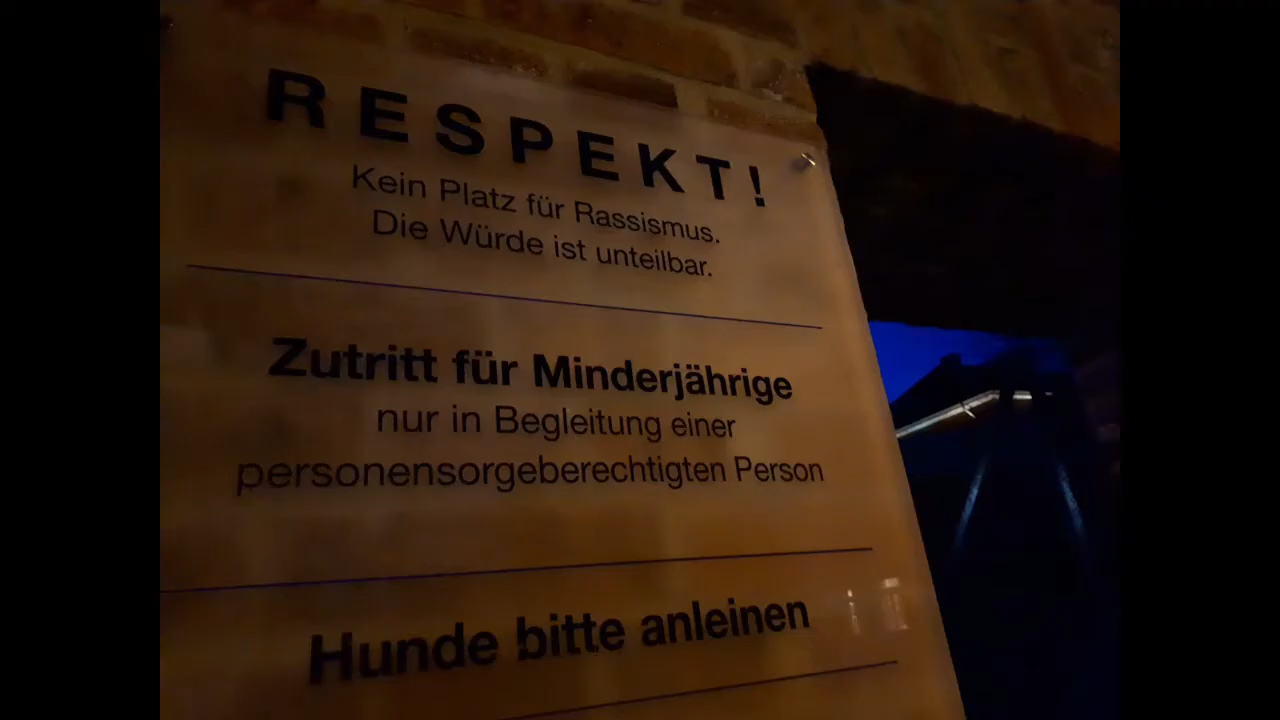 RESPEKT!
Kein Platz für Rassismus.
Die Würde ist unteilbar.
Zutritt für Minderjährige
nur in Begleitung einer
personensorgeberechtigten Person
Hunde bitte anleinen